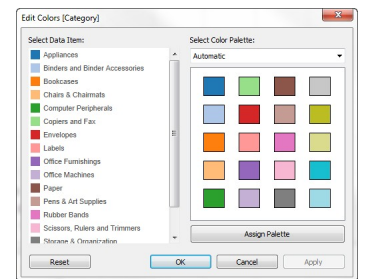 Edit Colors [Category]
Select Data Item:
Appliances
Binders and Binder Accessories
Bookcases
Chairs & Chairmats
Computer Peripherals
Copiers and Fax
Envelopes
Labels
Office Furnishings
Office Machines
Paper
Pens & Art Supplies
Rubber Bands
Scissors, Rulers and Trimmers
Storage & Organization
Select Color Palette:
Automatic
Assign Palette
Reset
OK
Cancel
Apply